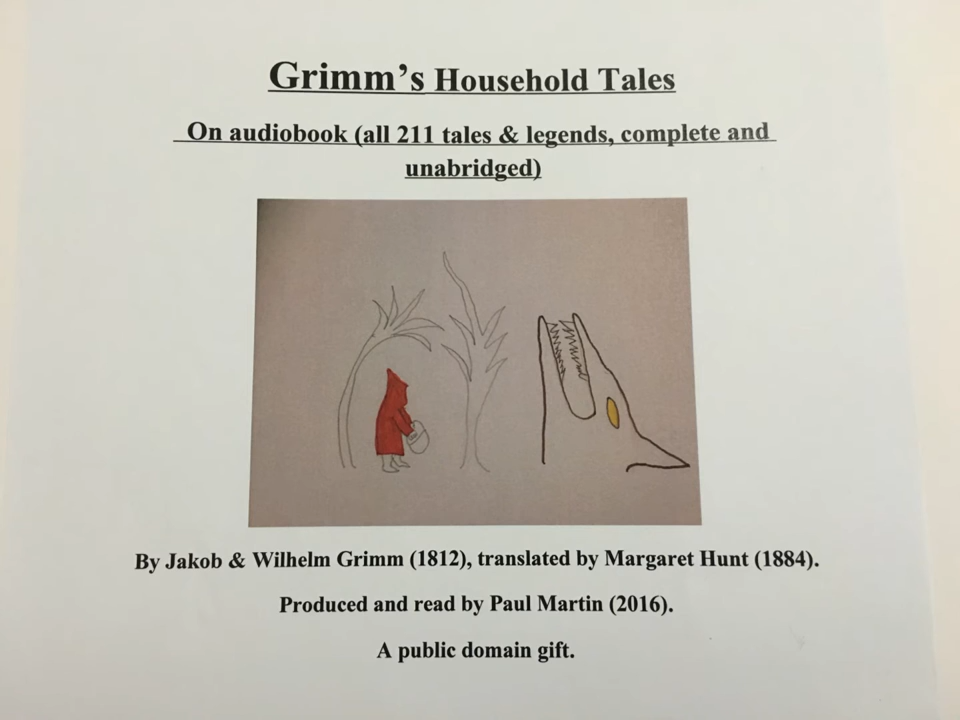 Grimm's Household Tales
On audiobook (all 211 tales & legends, complete and
unabridged)
By Jakob & Wilhelm Grimm (1812), translated by Margaret Hunt (1884).
Produced and read by Paul Martin (2016).
A public domain gift.